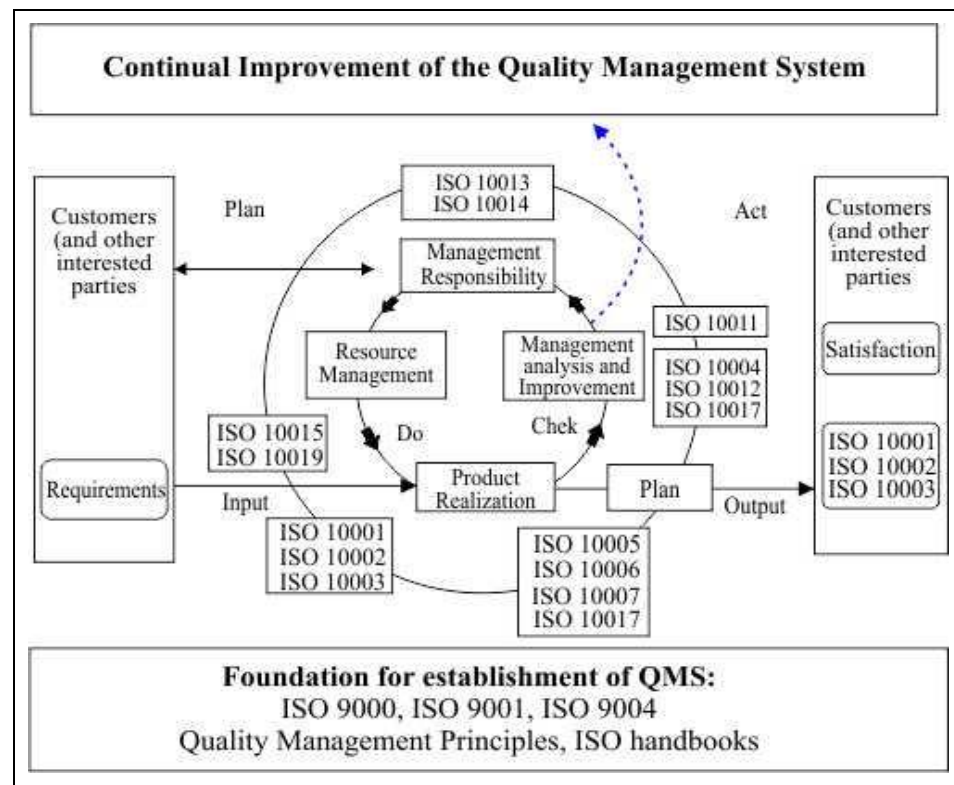 Continual Improvement of the Quality Management System
Customers
(and other
interested
parties
Requirements
Plan
ISO 10013
ISO 10014
Act
Management
Responsibility
Resource
Management
Management
analysis and
Improvement
Do
Chek
Product
Realization
Plan
Input
Output
ISO 10015
ISO 10019
ISO 10001
ISO 10002
ISO 10003
ISO 10005
ISO 10006
ISO 10007
ISO 10017
ISO 10011
ISO 10004
ISO 10012
ISO 10017
Customers
(and other
interested
parties
Satisfaction
ISO 10001
ISO 10002
ISO 10003
Foundation for establishment of QMS:
ISO 9000, ISO 9001, ISO 9004
Quality Management Principles, ISO handbooks